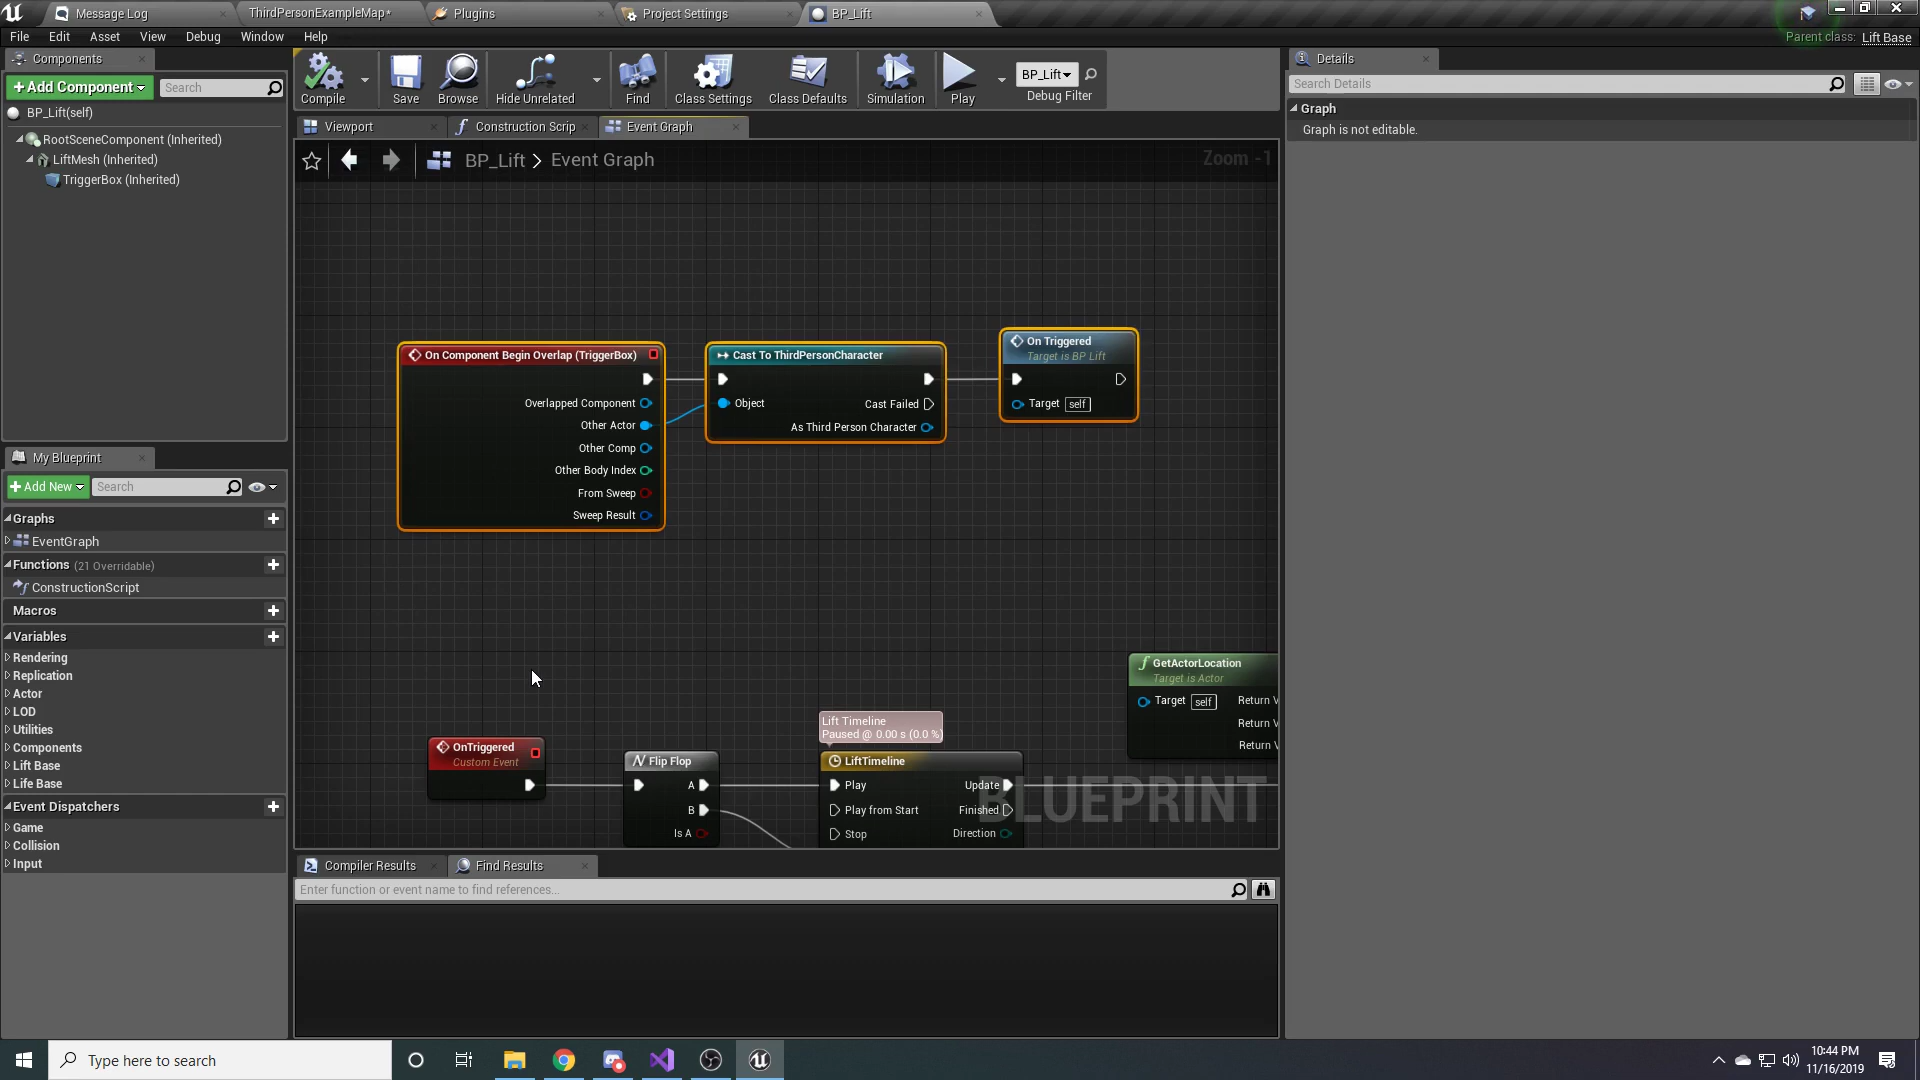 Message Log
ThirdPersonExampleMap*
Plugins
Project Settings
BP_Lift
File Edit Asset View Debug Window Help
Parent class: Lift Base
Components
+Add Component
Search
BP_Lift(self)
RootSceneComponent (Inherited)
LiftMesh (Inherited)
TriggerBox (Inherited)
My Blueprint
+Add New
Search
Graphs
EventGraph
Functions (21 Overridable)
ConstructionScript
Macros
Variables
Rendering
Replication
Actor
LOD
Utilities
Components
Lift Base
Life Base
Event Dispatchers
Game
Collision
Input
Compile
Save
Browse
Hide Unrelated
Find
Class Settings
Class Defaults
Simulation
Play
BP_Lift
Debug Filter
Viewport
Construction Scrip
Event Graph
BP_Lift > Event Graph
Zoom -1
On Component Begin Overlap (TriggerBox)
Overlapped Component
Other Actor
Other Comp
Other Body Index
From Sweep
Sweep Result
Cast To ThirdPersonCharacter
Object
Cast Failed
As Third Person Character
On Triggered
Target is BP Lift
Target self
GetActorLocation
Target is Actor
Target self Return V
Return V
Return V
Lift Timeline
Paused @ 0.00 s (0.0 %)
OnTriggered
Custom Event
Flip Flop
A
B
Is A
LiftTimeline
Play Update
Play from Start Finished
Stop Direction
BLUEPRINT
Compiler Results
Find Results
Enter function or event name to find references...
Details
Search Details
Graph
Graph is not editable.
Type here to search
10:44 PM
11/16/2019